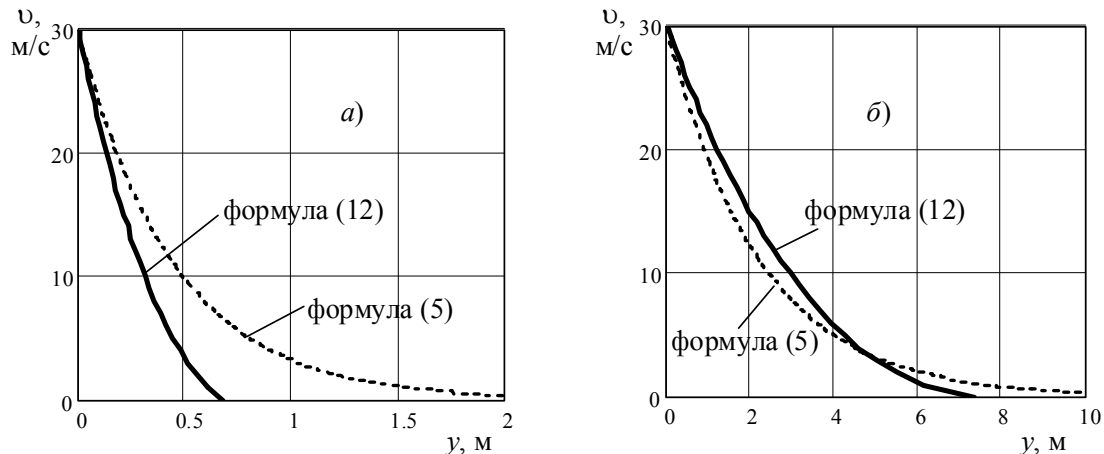 υ,
м/с
30
20
10
0
0
0.5
1
1.5
2
y, м
а)
формула (12)
формула (5)
υ,
м/с
30
20
10
0
0
2
4
6
8
10
y, м
б)
формула (12)
формула (5)